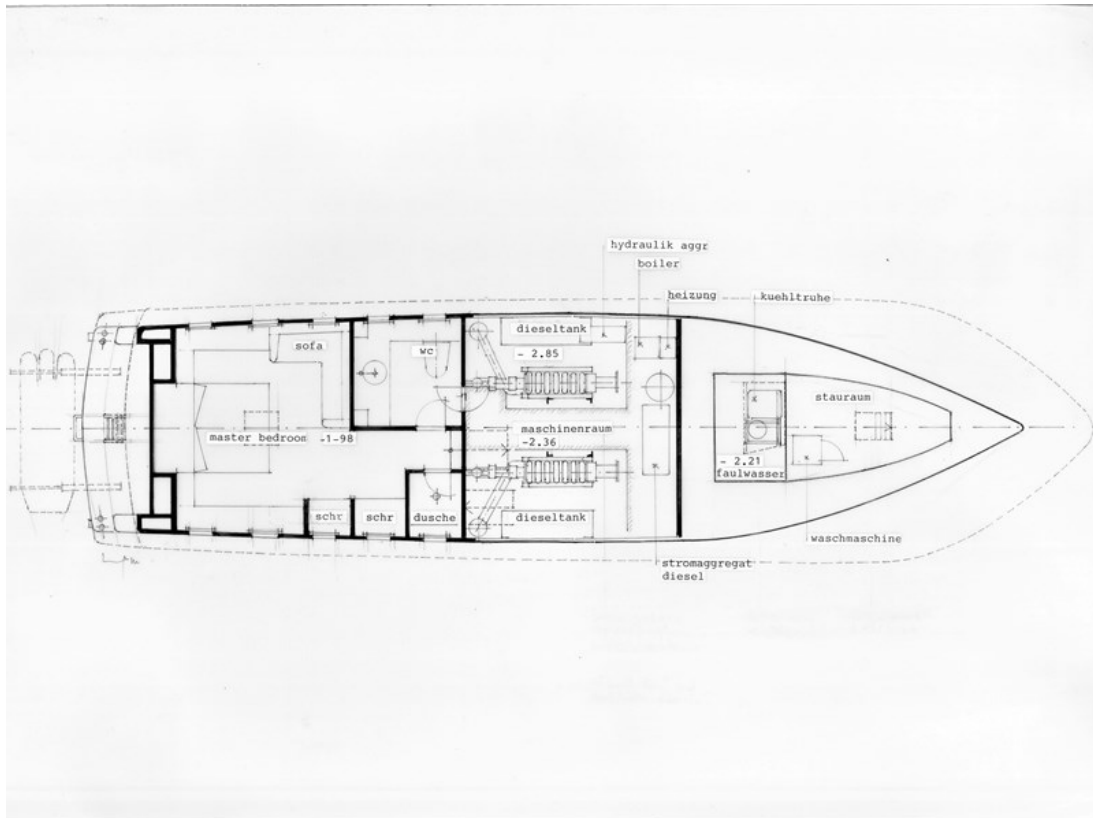 hydraulik aggr
boiler
heizung
kuehltruhe
dieseltank
sofa
wc
- 2.85
stauraum
maschinenraum
-2.36
master bedroom -1-98
- 2.21
faulwasser
schr
schr
dusche
dieseltank
waschmaschine
stromaggregat
diesel